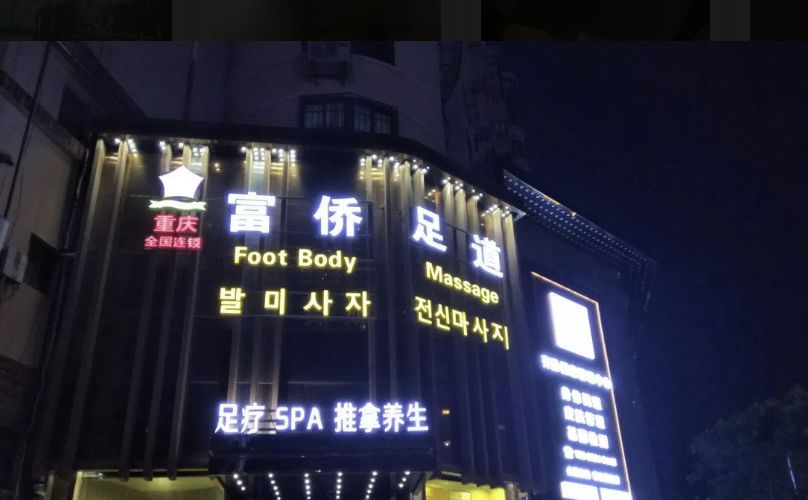 重庆
全国连锁
富侨足道
Foot Body Massage
발미사자 전신마사지
足疗 SPA 推拿养生